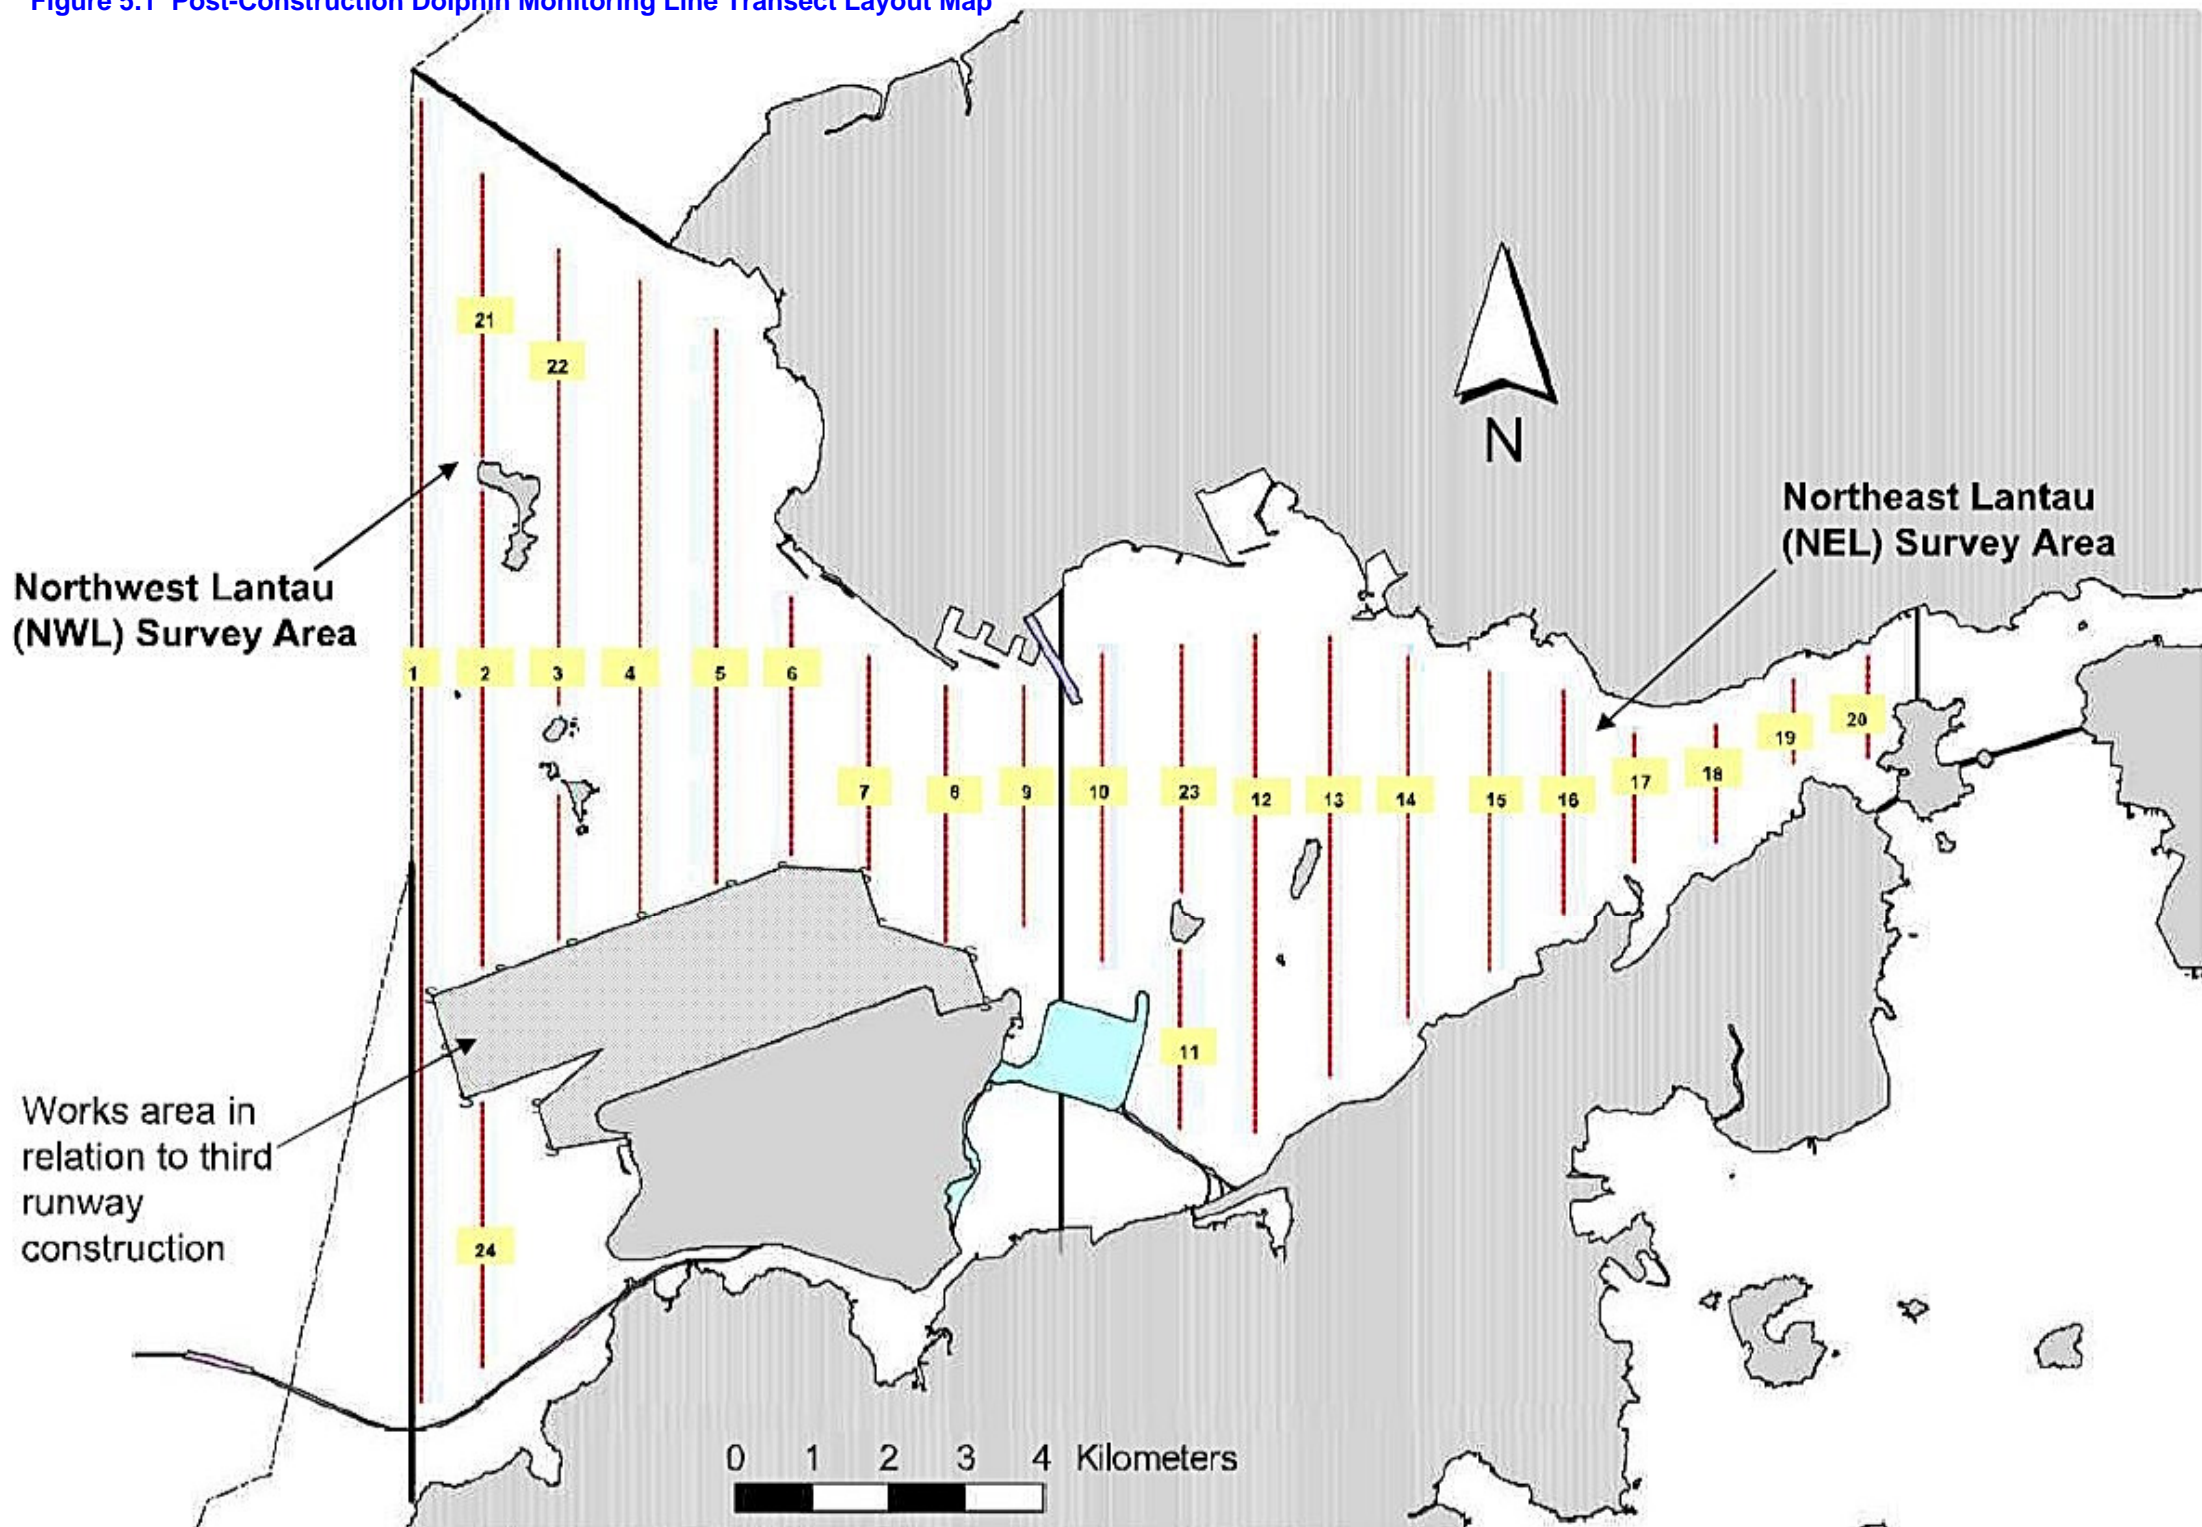 Figure 5.1 Post-Construction Dolphin Monitoring Line Transect Layout Map
21
22
N
Northeast Lantau
(NEL) Survey Area
Northwest Lantau
(NWL) Survey Area
1
2
3
4
5
6
7
8
9
10
23
12
13
14
15
16
17
18
19
20
11
Works area in
relation to third
runway
construction
24
0 1 2 3 4 Kilometers